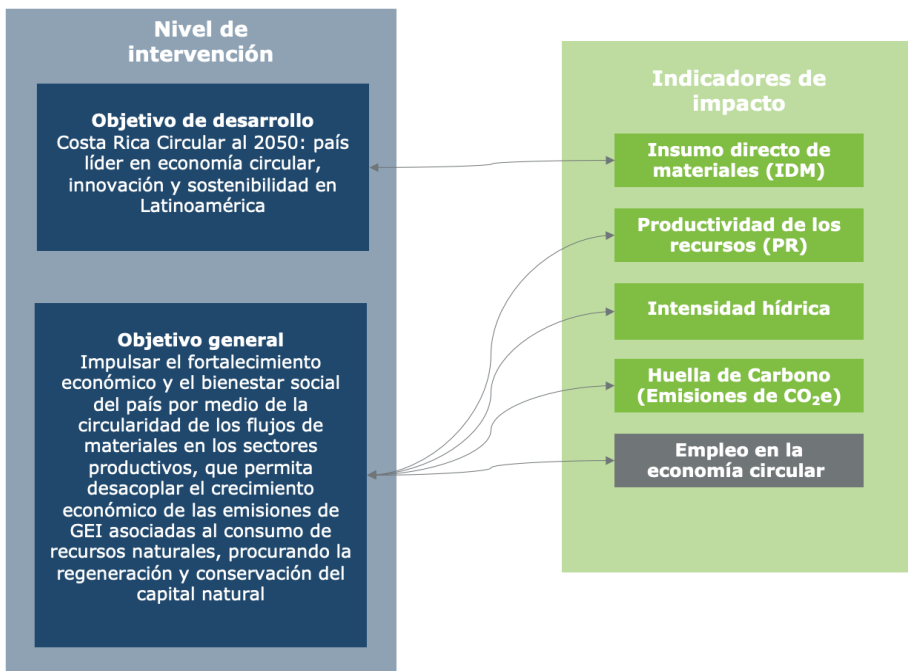 Nivel de
intervención
Objetivo de desarrollo
Costa Rica Circular al 2050: país
líder en economía circular,
innovación y sostenibilidad en
Latinoamérica
Objetivo general
Impulsar el fortalecimiento
económico y el bienestar social
del país por medio de la
circularidad de los flujos de
materiales en los sectores
productivos, que permita
desacoplar el crecimiento
económico de las emisiones de
GEI asociadas al consumo de
recursos naturales, procurando la
regeneración y conservación del
capital natural
Indicadores de
impacto
Insumo directo de
materiales (IDM)
Productividad de los
recursos (PR)
Intensidad hídrica
Huella de Carbono
(Emisiones de CO₂e)
Empleo en la
economía circular